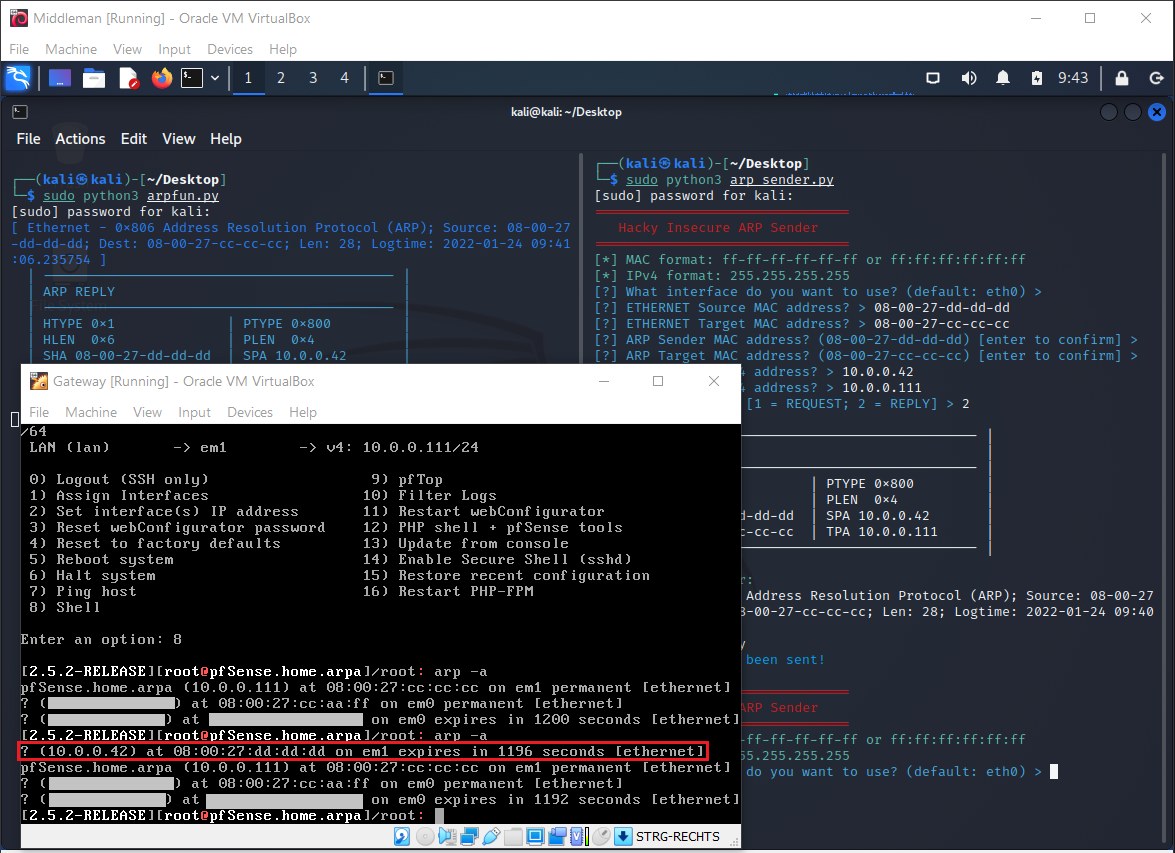 Middleman [Running] - Oracle VM VirtualBox
File Machine View Input Devices Help
1 2 3 4
9:43
kali@kali: ~/Desktop
File Actions Edit View Help
┌──(kali㉿kali)-[~/Desktop]
└─$ sudo python3 arpfun.py
[sudo] password for kali:
[ Ethernet - 0×806 Address Resolution Protocol (ARP); Source: 08-00-27
-dd-dd-dd; Dest: 08-00-27-cc-cc-cc; Len: 28; Logtime: 2022-01-24 09:41
:06.235754 ]
ARP REPLY
HTYPE 0×1 | PTYPE 0×800
HLEN 0×6 | PLEN 0×4
SHA 08-00-27-dd-dd-dd | SPA 10.0.0.42
┌──(kali㉿kali)-[~/Desktop]
└─$ sudo python3 arp_sender.py
[sudo] password for kali:
Hacky Insecure ARP Sender
[*] MAC format: ff-ff-ff-ff-ff-ff or ff:ff:ff:ff:ff:ff
[*] IPv4 format: 255.255.255.255
[?] What interface do you want to use? (default: eth0) >
[?] ETHERNET Source MAC address? > 08-00-27-dd-dd-dd
[?] ETHERNET Target MAC address? > 08-00-27-cc-cc-cc
[?] ARP Sender MAC address? (08-00-27-dd-dd-dd) [enter to confirm] >
[?] ARP Target MAC address? (08-00-27-cc-cc-cc) [enter to confirm] >
4 address? > 10.0.0.42
4 address? > 10.0.0.111
[1 = REQUEST; 2 = REPLY] > 2
| PTYPE 0×800
| PLEN 0×4
d-dd-dd | SPA 10.0.0.42
c-cc-cc | TPA 10.0.0.111
r:
Address Resolution Protocol (ARP); Source: 08-00-27
8-00-27-cc-cc-cc; Len: 28; Logtime: 2022-01-24 09:40
y
been sent!
ARP Sender
-ff-ff-ff-ff-ff or ff:ff:ff:ff:ff:ff
55.255.255
do you want to use? (default: eth0) >
Gateway [Running] - Oracle VM VirtualBox
File Machine View Input Devices Help
/64
LAN (lan) -> em1 -> v4: 10.0.0.111/24
0) Logout (SSH only) 9) pfTop
1) Assign Interfaces 10) Filter Logs
2) Set interface(s) IP address 11) Restart webConfigurator
3) Reset webConfigurator password 12) PHP shell + pfSense tools
4) Reset to factory defaults 13) Update from console
5) Reboot system 14) Enable Secure Shell (sshd)
6) Halt system 15) Restore recent configuration
7) Ping host 16) Restart PHP-FPM
8) Shell
Enter an option: 8
[2.5.2-RELEASE][root@pfSense.home.arpa]/root: arp -a
pfSense.home.arpa (10.0.0.111) at 08:00:27:cc:cc:cc on em1 permanent [ethernet]
? ( ) at 08:00:27:cc:aa:ff on em0 permanent [ethernet]
? ( ) at on em0 expires in 1200 seconds [ethernet]
[2.5.2-RELEASE][root@pfSense.home.arpa]/root: arp -a
? (10.0.0.42) at 08:00:27:dd:dd:dd on em1 expires in 1196 seconds [ethernet]
pfSense.home.arpa (10.0.0.111) at 08:00:27:cc:cc:cc on em1 permanent [ethernet]
? ( ) at 08:00:27:cc:aa:ff on em0 permanent [ethernet]
? ( ) at on em0 expires in 1192 seconds [ethernet]
[2.5.2-RELEASE][root@pfSense.home.arpa]/root:
STRG-RECHTS